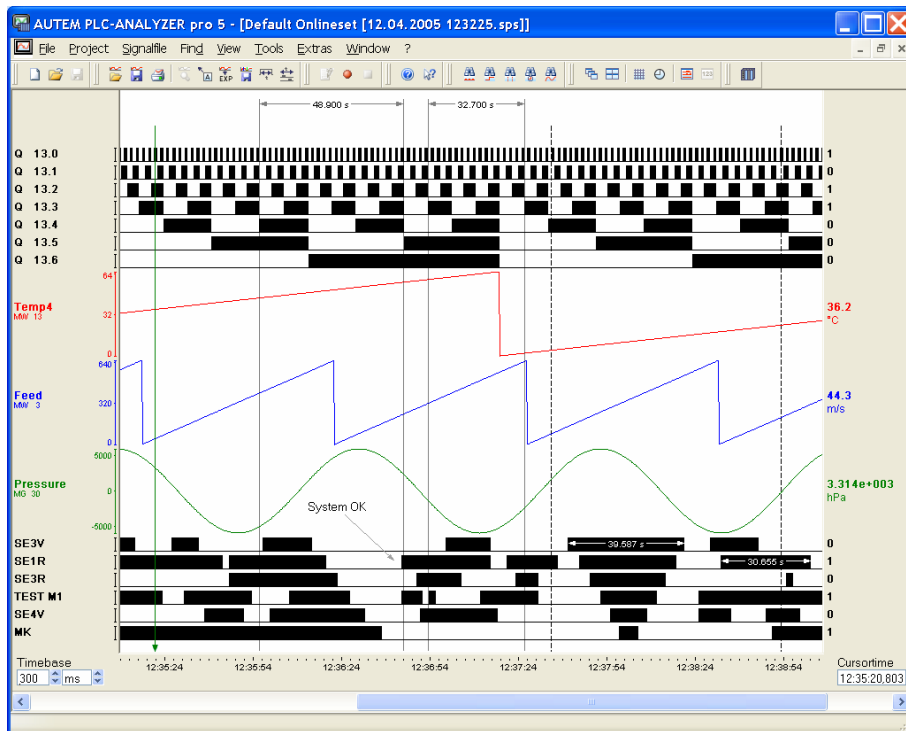 AUTEM PLC-ANALYZER pro 5 - [Default Onlineset [12.04.2005 123225.sps]]
File Project Signalfile Find View Tools Extras Window ?
EXP 123
48.900 s 32.700 s
Q 13.0 1
Q 13.1 0
Q 13.2 1
Q 13.3 1
Q 13.4 0
Q 13.5 0
Q 13.6 0
64
Temp4 36.2
MW 13 32 °C
0
640
Feed 44.3
MW 3 320 m/s
0
5000
Pressure 3.314e+003
MG 30 0 hPa
System OK
-5000
SE3V 39.587 s 0
SE1R 30.655 s 1
SE3R 0
TEST M1 1
SE4V 0
MK 1
Timebase 12:35:24 12:35:54 12:36:24 12:36:54 12:37:24 12:37:54 12:38:24 12:38:54 Cursortime
300 ms 12:35:20,803